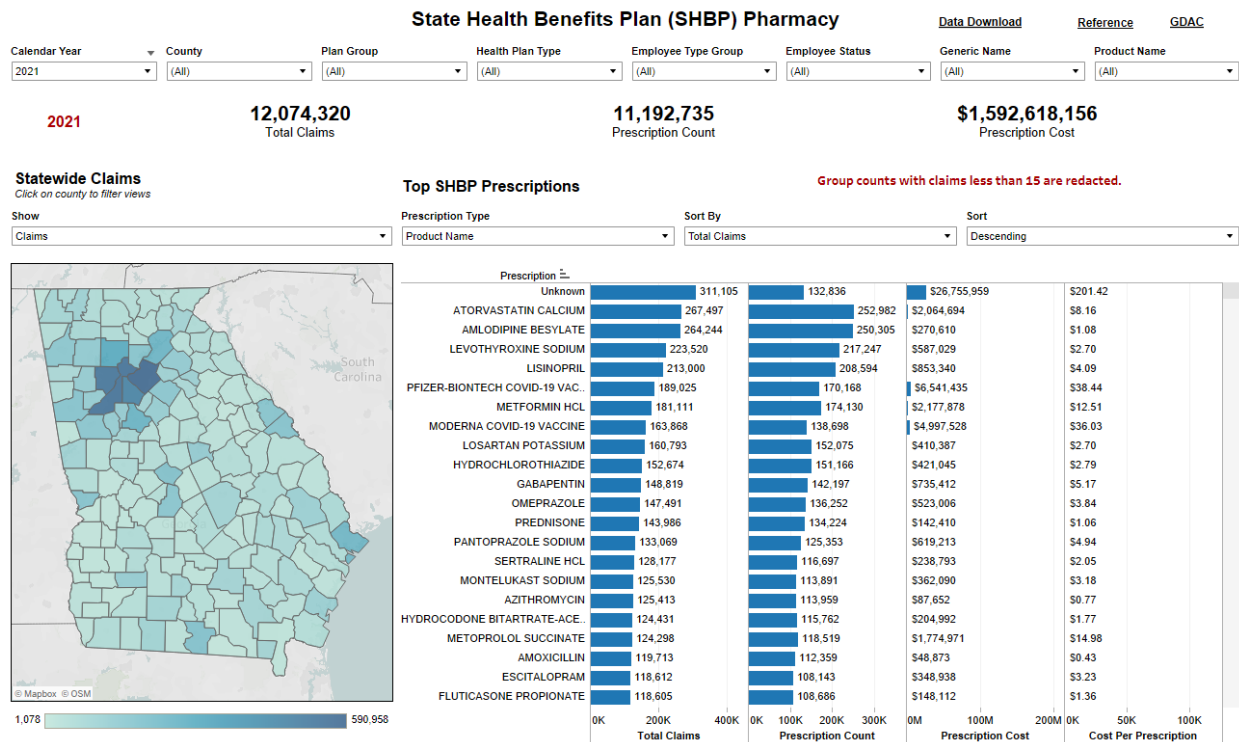 State Health Benefits Plan (SHBP) Pharmacy
Data Download
Reference
GDAC
Calendar Year
County
Plan Group
Health Plan Type
Employee Type Group
Employee Status
Generic Name
Product Name
2021
(All)
(All)
(All)
(All)
(All)
(All)
(All)
2021
12,074,320
Total Claims
11,192,735
Prescription Count
$1,592,618,156
Prescription Cost
Statewide Claims
Click on county to filter views
Show
Claims
Top SHBP Prescriptions
Group counts with claims less than 15 are redacted.
Prescription Type
Sort By
Sort
Product Name
Total Claims
Descending
South
Carolina
© Mapbox © OSM
1,078
590,958
Prescription
Unknown 311,105 132,836 $26,755,959 $201.42
ATORVASTATIN CALCIUM 267,497 252,982 $2,064,694 $8.16
AMLODIPINE BESYLATE 264,244 250,305 $270,610 $1.08
LEVOTHYROXINE SODIUM 223,520 217,247 $587,029 $2.70
LISINOPRIL 213,000 208,594 $853,340 $4.09
PFIZER-BIONTECH COVID-19 VAC.. 189,025 170,168 $6,541,435 $38.44
METFORMIN HCL 181,111 174,130 $2,177,878 $12.51
MODERNA COVID-19 VACCINE 163,868 138,698 $4,997,528 $36.03
LOSARTAN POTASSIUM 160,793 152,075 $410,387 $2.70
HYDROCHLOROTHIAZIDE 152,674 151,166 $421,045 $2.79
GABAPENTIN 148,819 142,197 $735,412 $5.17
OMEPRAZOLE 147,491 136,252 $523,006 $3.84
PREDNISONE 143,986 134,224 $142,410 $1.06
PANTOPRAZOLE SODIUM 133,069 125,353 $619,213 $4.94
SERTRALINE HCL 128,177 116,697 $238,793 $2.05
MONTELUKAST SODIUM 125,530 113,891 $362,090 $3.18
AZITHROMYCIN 125,413 113,959 $87,652 $0.77
HYDROCODONE BITARTRATE-ACE.. 124,431 115,762 $204,992 $1.77
METOPROLOL SUCCINATE 124,298 118,519 $1,774,971 $14.98
AMOXICILLIN 119,713 112,359 $48,873 $0.43
ESCITALOPRAM 118,612 108,143 $348,938 $3.23
FLUTICASONE PROPIONATE 118,605 108,686 $148,112 $1.36
0K 200K 400K 0K 100K 200K 300K 0M 100M 200M 0K 50K 100K
Total Claims
Prescription Count
Prescription Cost
Cost Per Prescription